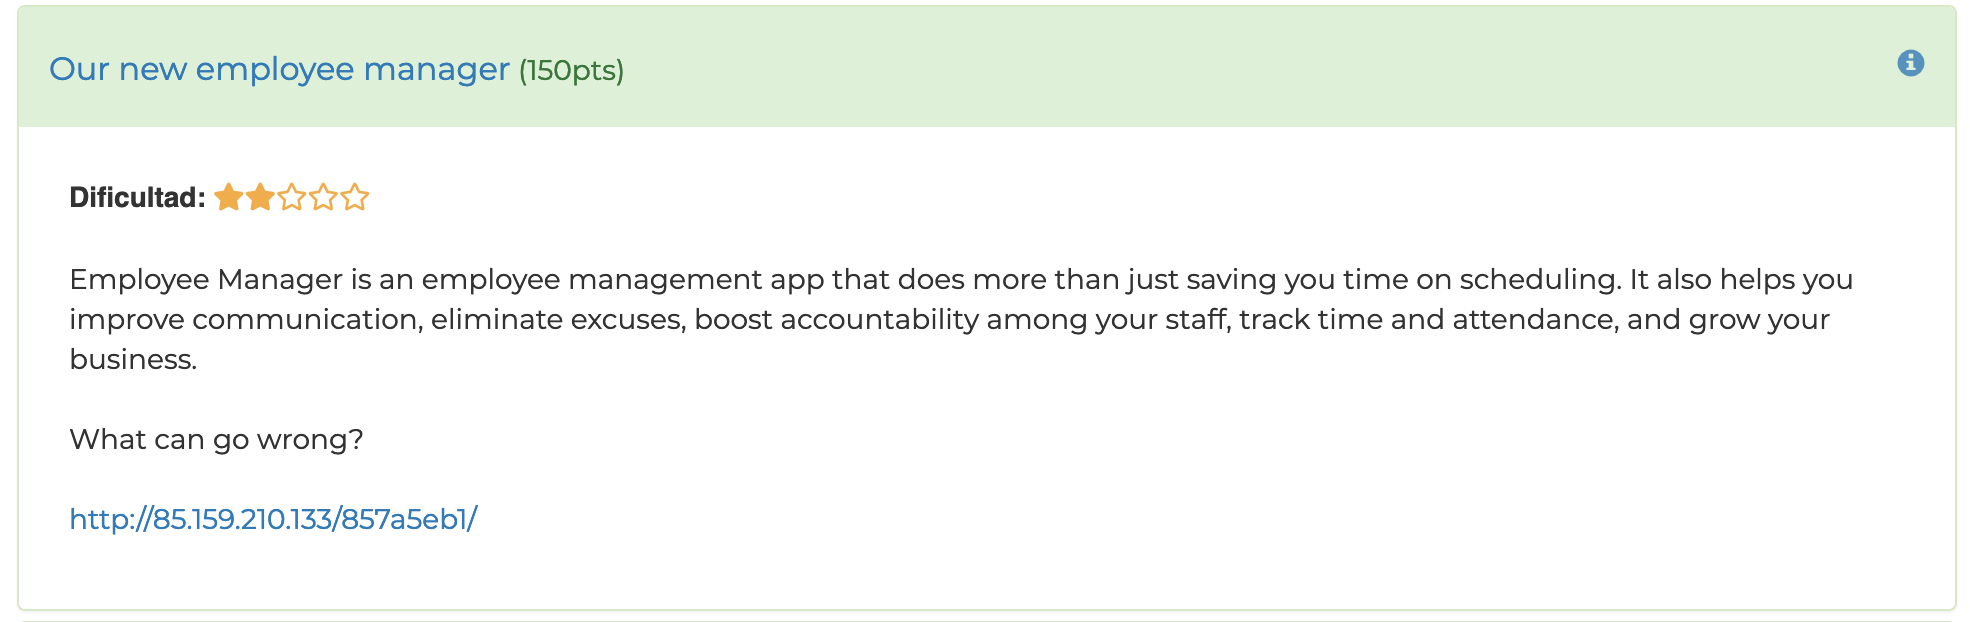 Our new employee manager (150pts)
Dificultad:
Employee Manager is an employee management app that does more than just saving you time on scheduling. It also helps you
improve communication, eliminate excuses, boost accountability among your staff, track time and attendance, and grow your
business.
What can go wrong?
http://85.159.210.133/857a5eb1/